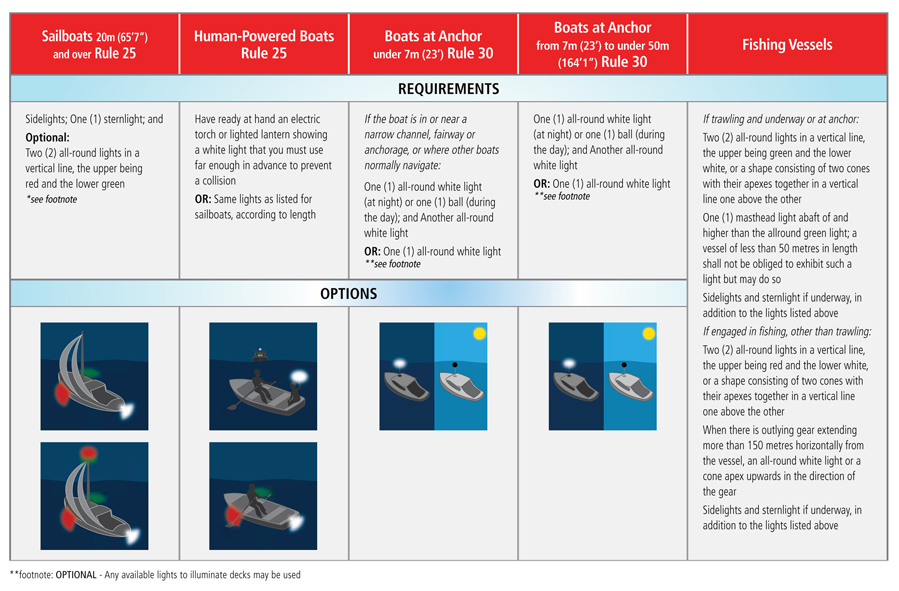 Sailboats 20m (65'7")
and over Rule 25
Human-Powered Boats
Rule 25
Boats at Anchor
under 7m (23') Rule 30
Boats at Anchor
from 7m (23') to under 50m
(164'1") Rule 30
Fishing Vessels
REQUIREMENTS
Sidelights; One (1) sternlight; and
Optional:
Two (2) all-round lights in a
vertical line, the upper being
red and the lower green
*see footnote
Have ready at hand an electric
torch or lighted lantern showing
a white light that you must use
far enough in advance to prevent
a collision
OR: Same lights as listed for
sailboats, according to length
If the boat is in or near a
narrow channel, fairway or
anchorage, or where other boats
normally navigate:
One (1) all-round white light
(at night) or one (1) ball (during
the day); and Another all-round
white light
OR: One (1) all-round white light
**see footnote
One (1) all-round white light
(at night) or one (1) ball (during
the day); and Another all-round
white light
OR: One (1) all-round white light
**see footnote
If trawling and underway or at anchor:
Two (2) all-round lights in a vertical line,
the upper being green and the lower
white, or a shape consisting of two cones
with their apexes together in a vertical
line one above the other
One (1) masthead light abaft of and
higher than the allround green light; a
vessel of less than 50 metres in length
shall not be obliged to exhibit such a
light but may do so
Sidelights and sternlight if underway, in
addition to the lights listed above
If engaged in fishing, other than trawling:
Two (2) all-round lights in a vertical line,
the upper being red and the lower white,
or a shape consisting of two cones with
their apexes together in a vertical line
one above the other
When there is outlying gear extending
more than 150 metres horizontally from
the vessel, an all-round white light or a
cone apex upwards in the direction of
the gear
Sidelights and sternlight if underway, in
addition to the lights listed above
OPTIONS
**footnote: OPTIONAL - Any available lights to illuminate decks may be used